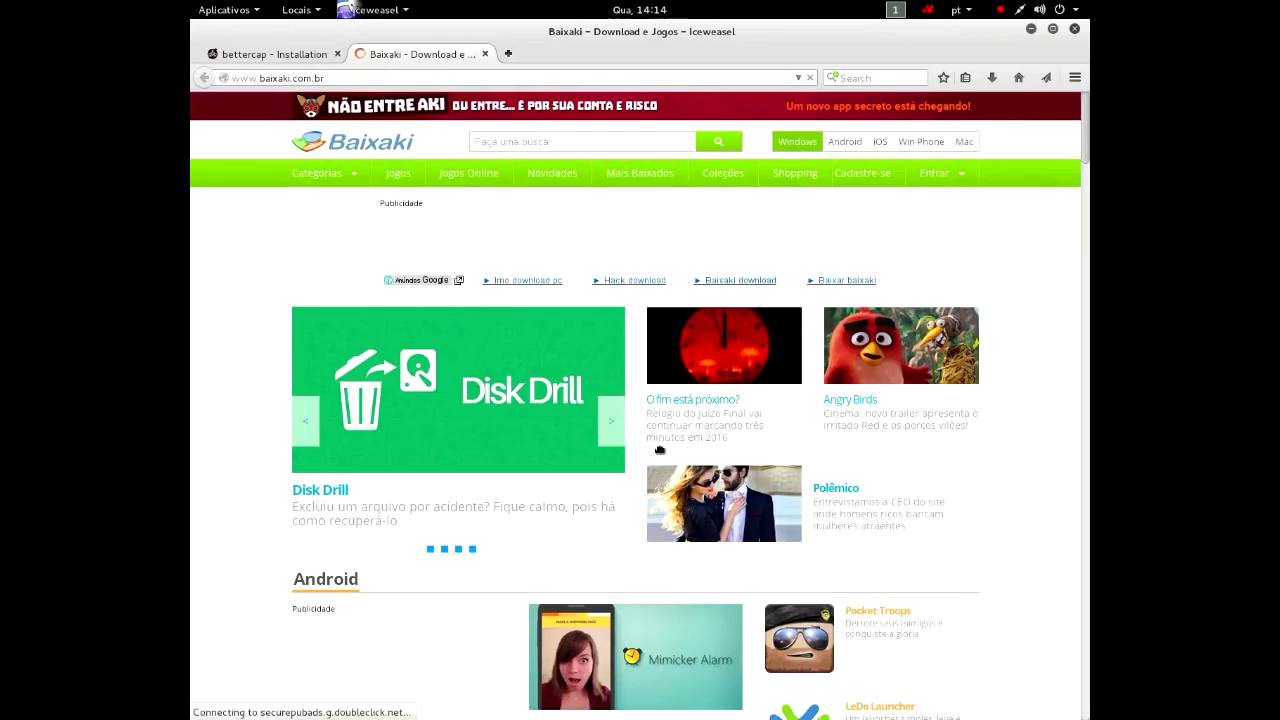 Aplicativos Locais Iceweasel Qua, 14:14 1 pt
Baixaki - Download e Jogos - Iceweasel
bettercap - Installation Baixaki - Download e ...
www.baixaki.com.br Search
NÃO ENTRE AKI OU ENTRE... É POR SUA CONTA E RISCO Um novo app secreto está chegando!
Baixaki Faça uma busca Windows Android iOS Win Phone Mac
Categorias Jogos Jogos Online Novidades Mais Baixados Coleções Shopping Cadastre-se Entrar
Publicidade
Anúncios Google ► Imo download pc ► Hack download ► Baixaki download ► Baixar baixaki
Disk Drill
< >
Disk Drill
Excluiu um arquivo por acidente? Fique calmo, pois há
como recuperá-lo
O fim está próximo?
Relógio do Juízo Final vai
continuar marcando três
minutos em 2016
Angry Birds
Cinema: novo trailer apresenta o
irritado Red e os porcos vilões!
Polêmico
Entrevistamos a CEO do site
onde homens ricos bancam
mulheres atraentes
Android
Publicidade
Mimicker Alarm
Pocket Troops
Derrote seus inimigos e
conquiste a glória
LeDo Launcher
Um launcher simples, leve e
Connecting to securepubads.g.doubleclick.net...